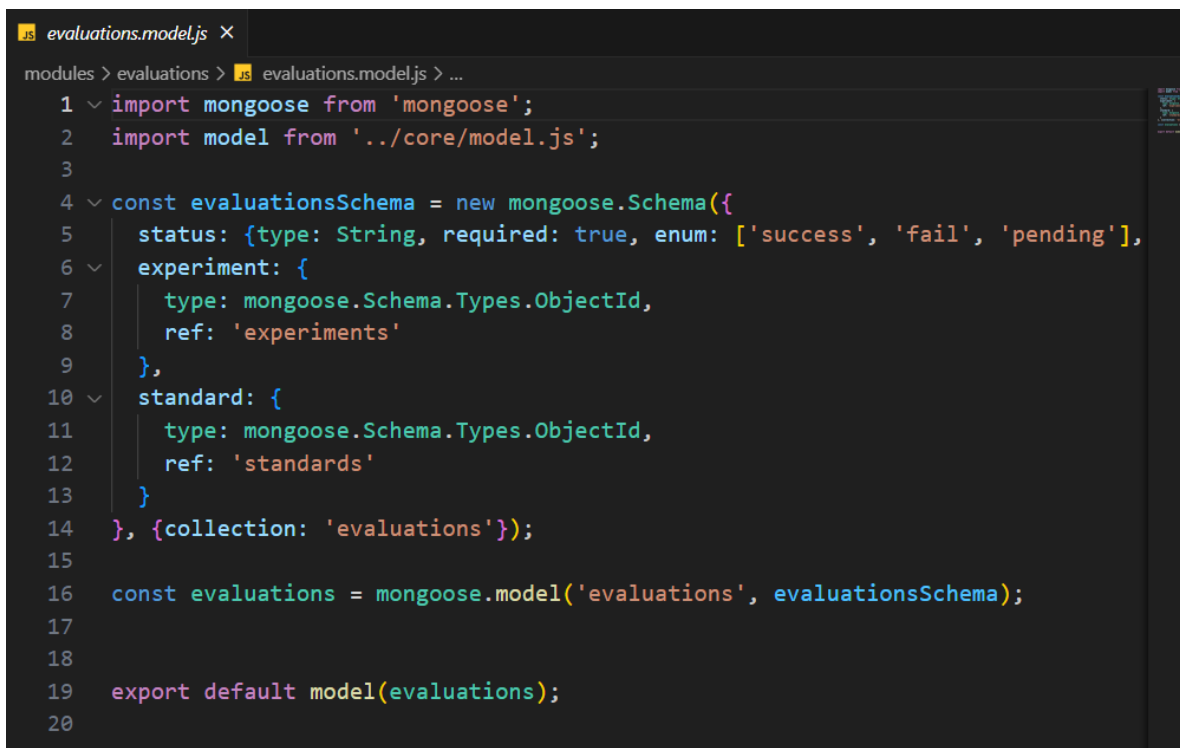 JS evaluations.model.js ×
modules > evaluations > JS evaluations.model.js > ...
1 import mongoose from 'mongoose';
2 import model from '../core/model.js';
3
4 const evaluationsSchema = new mongoose.Schema({
5 status: {type: String, required: true, enum: ['success', 'fail', 'pending'],
6 experiment: {
7 type: mongoose.Schema.Types.ObjectId,
8 ref: 'experiments'
9 },
10 standard: {
11 type: mongoose.Schema.Types.ObjectId,
12 ref: 'standards'
13 }
14 }, {collection: 'evaluations'});
15
16 const evaluations = mongoose.model('evaluations', evaluationsSchema);
17
18
19 export default model(evaluations);
20